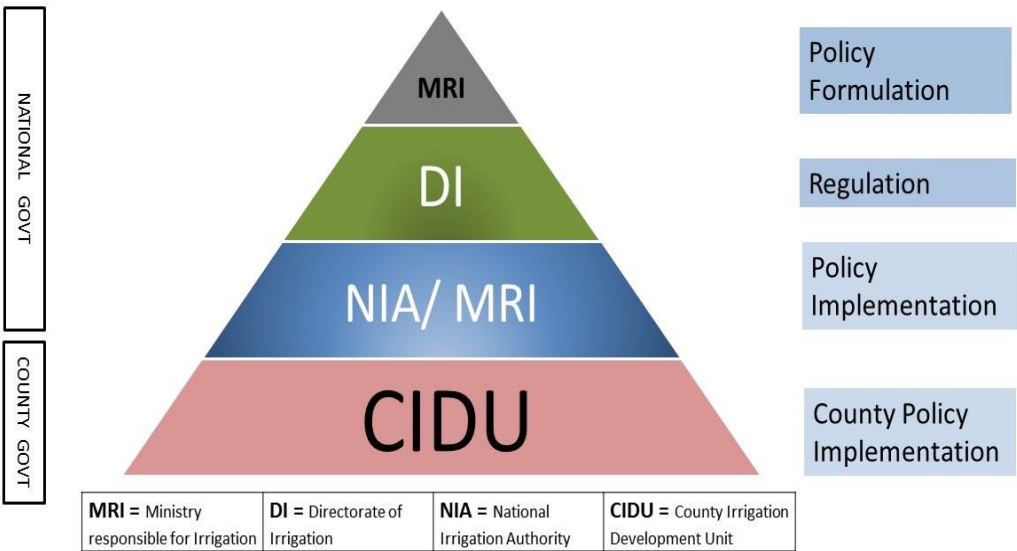 NATIONAL GOVT
COUNTY GOVT
MRI
DI
NIA/ MRI
CIDU
Policy
Formulation
Regulation
Policy
Implementation
County Policy
Implementation
MRI = Ministry
responsible for Irrigation
DI = Directorate of
Irrigation
NIA = National
Irrigation Authority
CIDU = County Irrigation
Development Unit